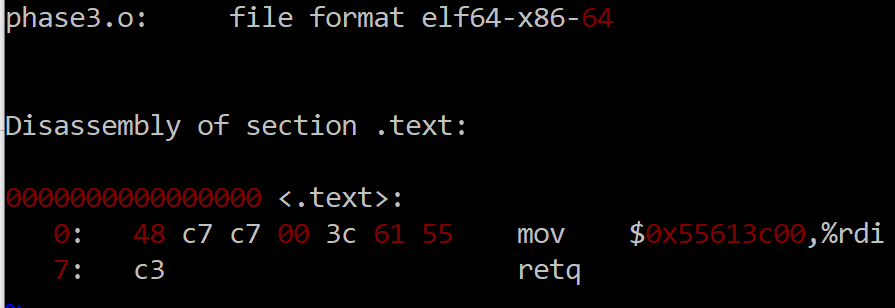 phase3.o:     file format elf64-x86-64
Disassembly of section .text:
0000000000000000 <.text>:
   0:   48 c7 c7 00 3c 61 55    mov    $0x55613c00,%rdi
   7:   c3                      retq